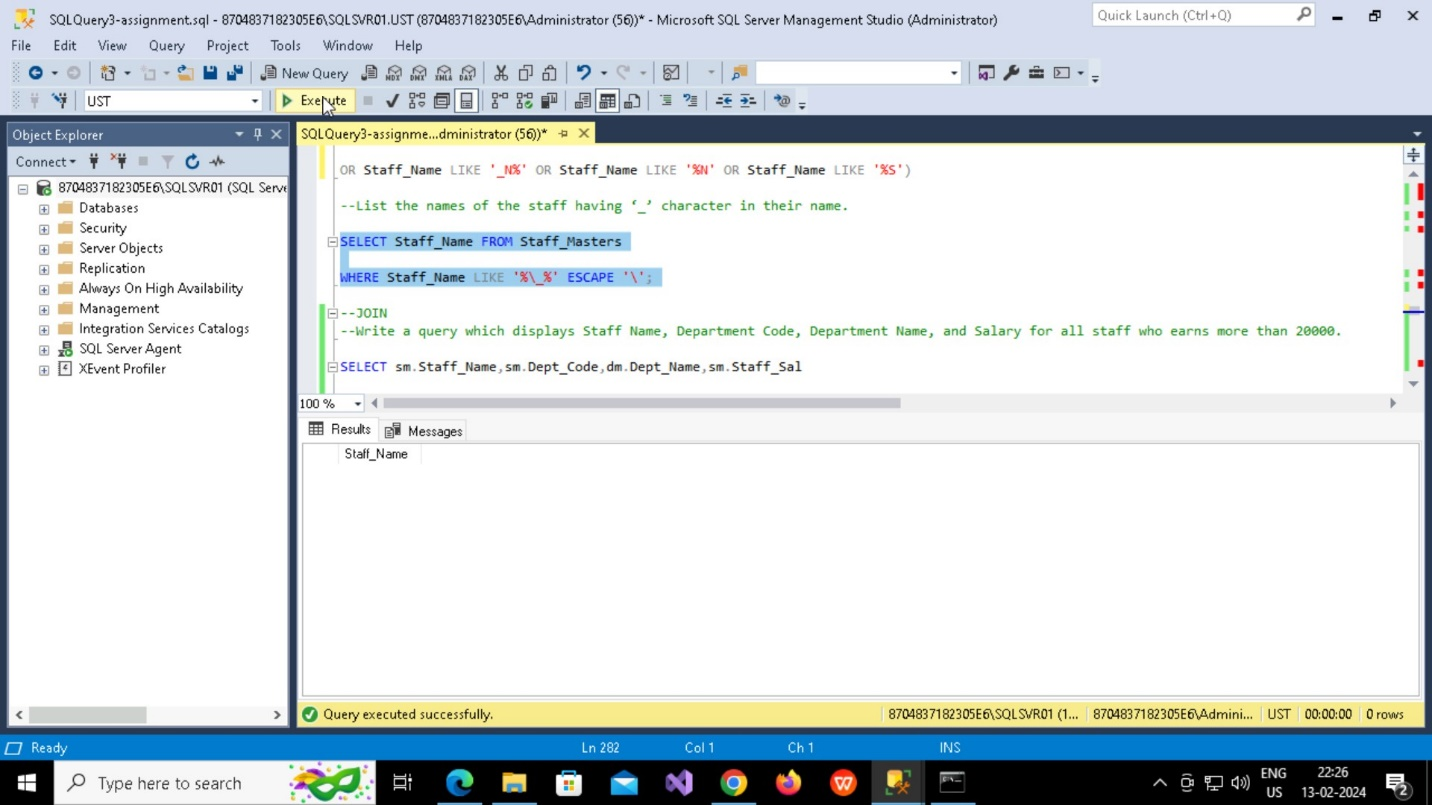 SQLQuery3-assignment.sql - 8704837182305E6\SQLSVR01.UST (8704837182305E6\Administrator (56))* - Microsoft SQL Server Management Studio (Administrator)
Quick Launch (Ctrl+Q)
File Edit View Query Project Tools Window Help
New Query
MDX DMX XMLA DAX
UST
Execute
Object Explorer
Connect
8704837182305E6\SQLSVR01 (SQL Serve
Databases
Security
Server Objects
Replication
Always On High Availability
Management
Integration Services Catalogs
SQL Server Agent
XEvent Profiler
SQLQuery3-assignme...dministrator (56))*
OR Staff_Name LIKE '_N%' OR Staff_Name LIKE '%N' OR Staff_Name LIKE '%S')
--List the names of the staff having ‘_’ character in their name.
SELECT Staff_Name FROM Staff_Masters
WHERE Staff_Name LIKE '%\_%' ESCAPE '\';
--JOIN
--Write a query which displays Staff Name, Department Code, Department Name, and Salary for all staff who earns more than 20000.
SELECT sm.Staff_Name,sm.Dept_Code,dm.Dept_Name,sm.Staff_Sal
100 %
Results Messages
Staff_Name
Query executed successfully.
8704837182305E6\SQLSVR01 (1... 8704837182305E6\Admini... UST 00:00:00 0 rows
Ready
Ln 282 Col 1 Ch 1 INS
Type here to search
ENG
US
22:26
13-02-2024
2